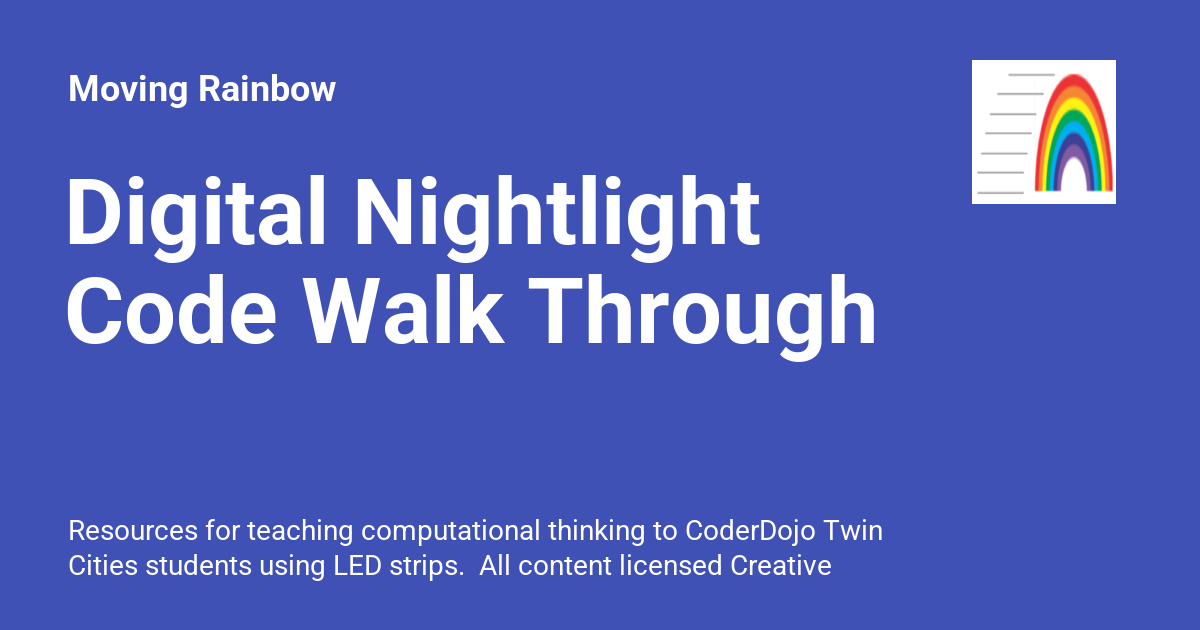 Moving Rainbow
Digital Nightlight
Code Walk Through
Resources for teaching computational thinking to CoderDojo Twin
Cities students using LED strips.  All content licensed Creative